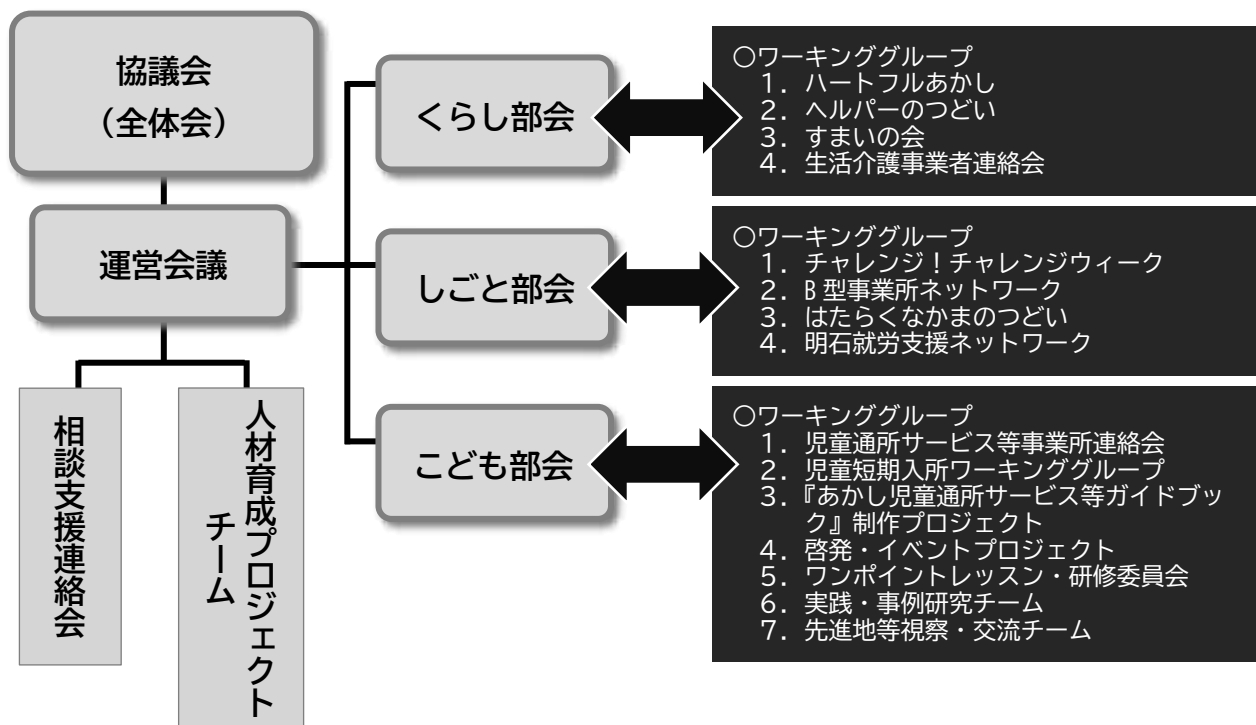 協議会
（全体会）
運営会議
相談支援連絡会
人材育成プロジェクト
チーム
くらし部会
○ワーキンググループ
１．ハートフルあかし
２．ヘルパーのつどい
３．すまいの会
４．生活介護事業者連絡会
しごと部会
○ワーキンググループ
１．チャレンジ！チャレンジウィーク
２．B型事業所ネットワーク
３．はたらくなかまのつどい
４．明石就労支援ネットワーク
こども部会
○ワーキンググループ
１．児童通所サービス等事業所連絡会
２．児童短期入所ワーキンググループ
３．『あかし児童通所サービス等ガイドブッ
ク』制作プロジェクト
４．啓発・イベントプロジェクト
５．ワンポイントレッスン・研修委員会
６．実践・事例研究チーム
７．先進地等視察・交流チーム